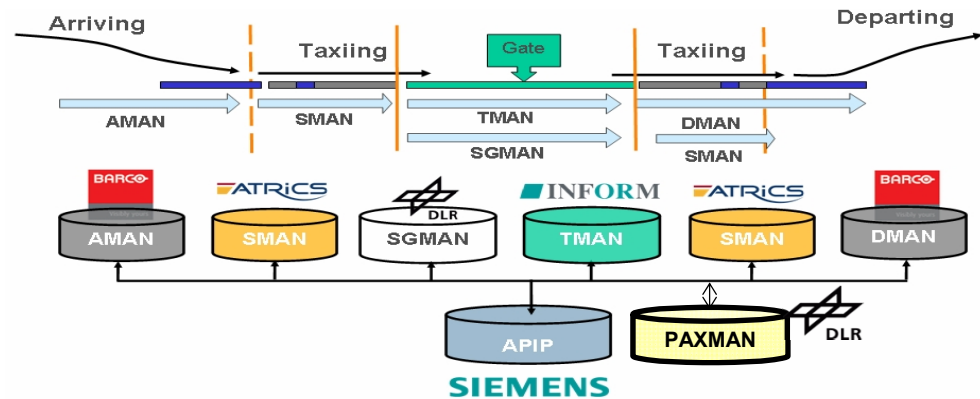 Arriving
Taxiing
Gate
Taxiing
Departing
AMAN
SMAN
TMAN
SGMAN
DMAN
SMAN
BARCO
ATRiCS
DLR
INFORM
ATRiCS
BARCO
AMAN
SMAN
SGMAN
TMAN
SMAN
DMAN
APIP
PAXMAN
DLR
SIEMENS